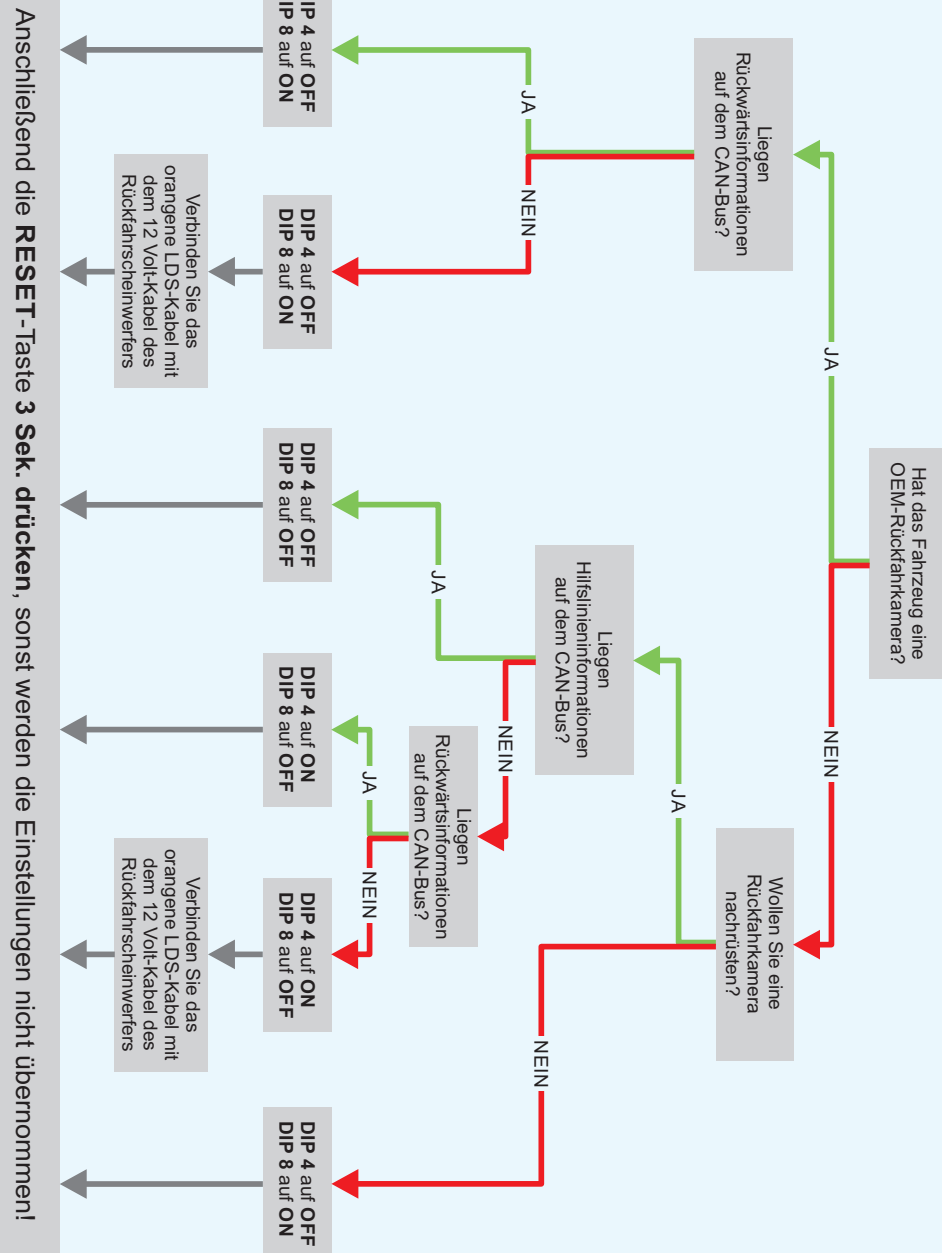 Hat das Fahrzeug eine
OEM-Rückfahrkamera?
JA
NEIN
Liegen
Rückwärtsinformationen
auf dem CAN-Bus?
Wollen Sie eine
Rückfahrkamera
nachrüsten?
JA
NEIN
Liegen
Hilfslinieninformationen
auf dem CAN-Bus?
JA
NEIN
JA
NEIN
Liegen
Rückwärtsinformationen
auf dem CAN-Bus?
JA
NEIN
IP 4 auf OFF
IP 8 auf ON
DIP 4 auf OFF
DIP 8 auf ON
DIP 4 auf OFF
DIP 8 auf OFF
DIP 4 auf ON
DIP 8 auf OFF
DIP 4 auf ON
DIP 8 auf OFF
DIP 4 auf OFF
DIP 8 auf ON
Verbinden Sie das
orangene LDS-Kabel mit
dem 12 Volt-Kabel des
Rückfahrscheinwerfers
Verbinden Sie das
orangene LDS-Kabel mit
dem 12 Volt-Kabel des
Rückfahrscheinwerfers
Anschließend die RESET-Taste 3 Sek. drücken, sonst werden die Einstellungen nicht übernommen!